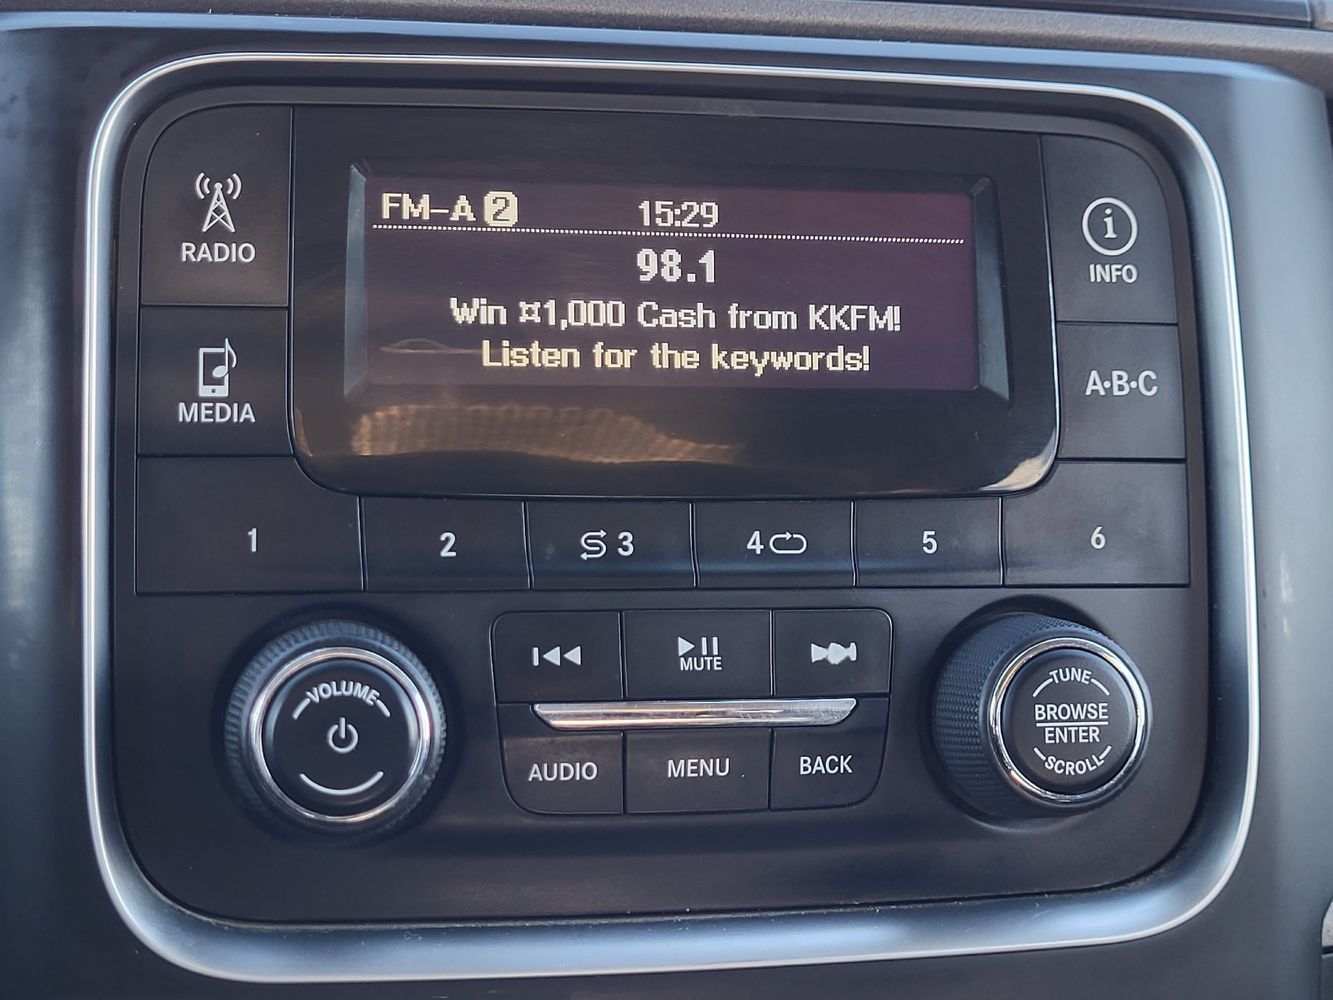 FM-A 2 15:29
98.1
Win ¤1,000 Cash from KKFM!
Listen for the keywords!
RADIO
MEDIA
i
INFO
A·B·C
1 2 3 4 5 6
MUTE
AUDIO MENU BACK
VOLUME
TUNE
BROWSE
ENTER
SCROLL